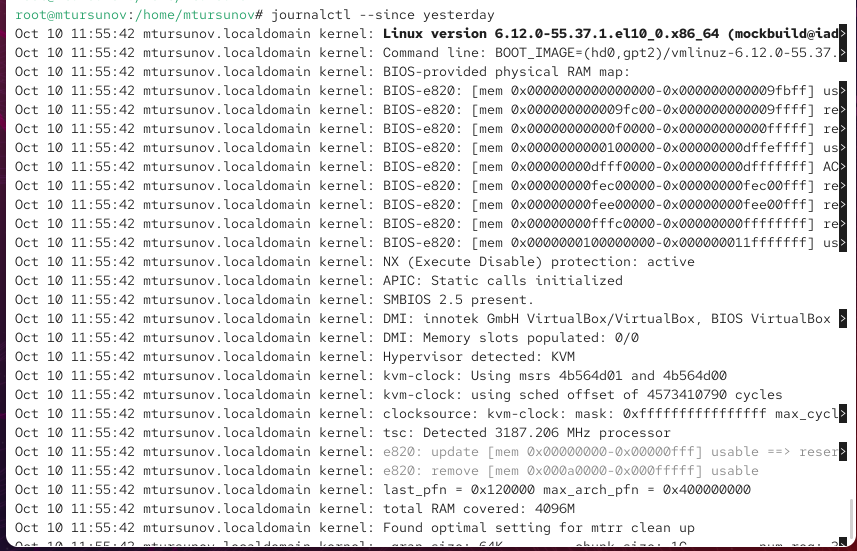 root@mtursunov:/home/mtursunov# journalctl --since yesterday
Oct 10 11:55:42 mtursunov.localdomain kernel: Linux version 6.12.0-55.37.1.el10_0.x86_64 (mockbuild@iad>
Oct 10 11:55:42 mtursunov.localdomain kernel: Command line: BOOT_IMAGE=(hd0,gpt2)/vmlinuz-6.12.0-55.37.>
Oct 10 11:55:42 mtursunov.localdomain kernel: BIOS-provided physical RAM map:
Oct 10 11:55:42 mtursunov.localdomain kernel: BIOS-e820: [mem 0x0000000000000000-0x000000000009fbff] us>
Oct 10 11:55:42 mtursunov.localdomain kernel: BIOS-e820: [mem 0x000000000009fc00-0x000000000009ffff] re>
Oct 10 11:55:42 mtursunov.localdomain kernel: BIOS-e820: [mem 0x00000000000f0000-0x00000000000fffff] re>
Oct 10 11:55:42 mtursunov.localdomain kernel: BIOS-e820: [mem 0x0000000000100000-0x00000000dffeffff] us>
Oct 10 11:55:42 mtursunov.localdomain kernel: BIOS-e820: [mem 0x00000000dfff0000-0x00000000dfffffff] AC>
Oct 10 11:55:42 mtursunov.localdomain kernel: BIOS-e820: [mem 0x00000000fec00000-0x00000000fec00fff] re>
Oct 10 11:55:42 mtursunov.localdomain kernel: BIOS-e820: [mem 0x00000000fee00000-0x00000000fee00fff] re>
Oct 10 11:55:42 mtursunov.localdomain kernel: BIOS-e820: [mem 0x00000000fffc0000-0x00000000ffffffff] re>
Oct 10 11:55:42 mtursunov.localdomain kernel: BIOS-e820: [mem 0x0000000100000000-0x000000011fffffff] us>
Oct 10 11:55:42 mtursunov.localdomain kernel: NX (Execute Disable) protection: active
Oct 10 11:55:42 mtursunov.localdomain kernel: APIC: Static calls initialized
Oct 10 11:55:42 mtursunov.localdomain kernel: SMBIOS 2.5 present.
Oct 10 11:55:42 mtursunov.localdomain kernel: DMI: innotek GmbH VirtualBox/VirtualBox, BIOS VirtualBox >
Oct 10 11:55:42 mtursunov.localdomain kernel: DMI: Memory slots populated: 0/0
Oct 10 11:55:42 mtursunov.localdomain kernel: Hypervisor detected: KVM
Oct 10 11:55:42 mtursunov.localdomain kernel: kvm-clock: Using msrs 4b564d01 and 4b564d00
Oct 10 11:55:42 mtursunov.localdomain kernel: kvm-clock: using sched offset of 4573410790 cycles
Oct 10 11:55:42 mtursunov.localdomain kernel: clocksource: kvm-clock: mask: 0xffffffffffffffff max_cycl>
Oct 10 11:55:42 mtursunov.localdomain kernel: tsc: Detected 3187.206 MHz processor
Oct 10 11:55:42 mtursunov.localdomain kernel: e820: update [mem 0x00000000-0x00000fff] usable ==> reser>
Oct 10 11:55:42 mtursunov.localdomain kernel: e820: remove [mem 0x000a0000-0x000fffff] usable
Oct 10 11:55:42 mtursunov.localdomain kernel: last_pfn = 0x120000 max_arch_pfn = 0x400000000
Oct 10 11:55:42 mtursunov.localdomain kernel: total RAM covered: 4096M
Oct 10 11:55:42 mtursunov.localdomain kernel: Found optimal setting for mtrr clean up